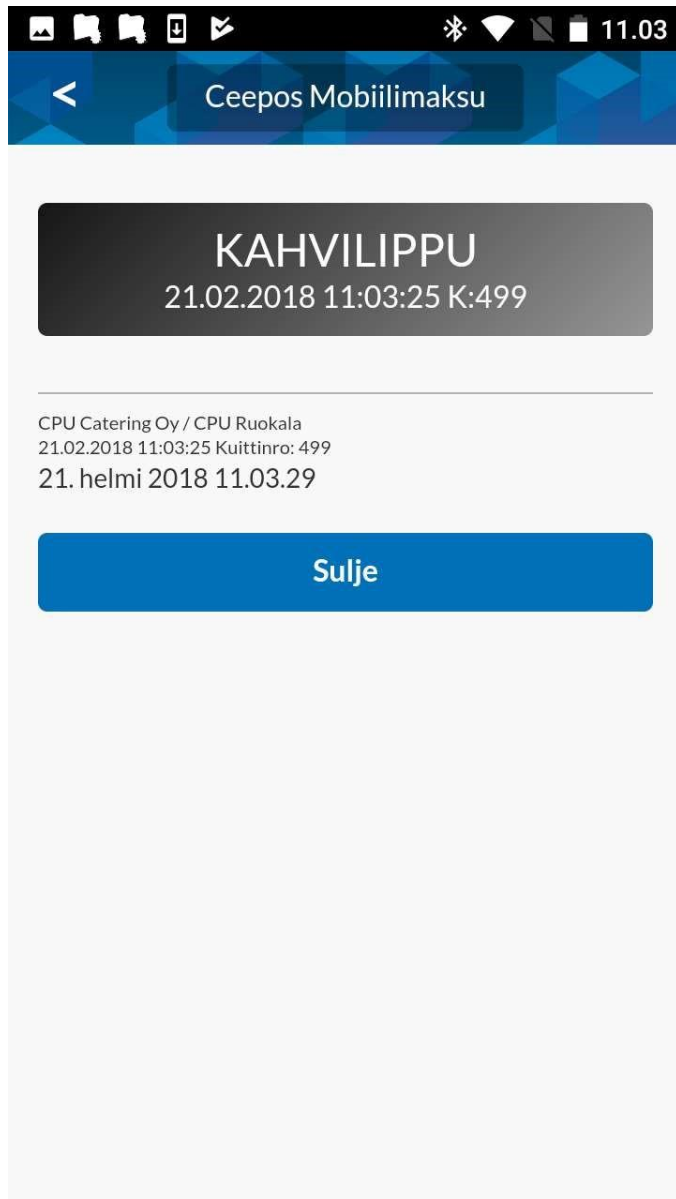 11.03
<
Ceepos Mobiilimaksu
KAHVILIPPU
21.02.2018 11:03:25 K:499
CPU Catering Oy / CPU Ruokala
21.02.2018 11:03:25 Kuittinro: 499
21. helmi 2018 11.03.29
Sulje